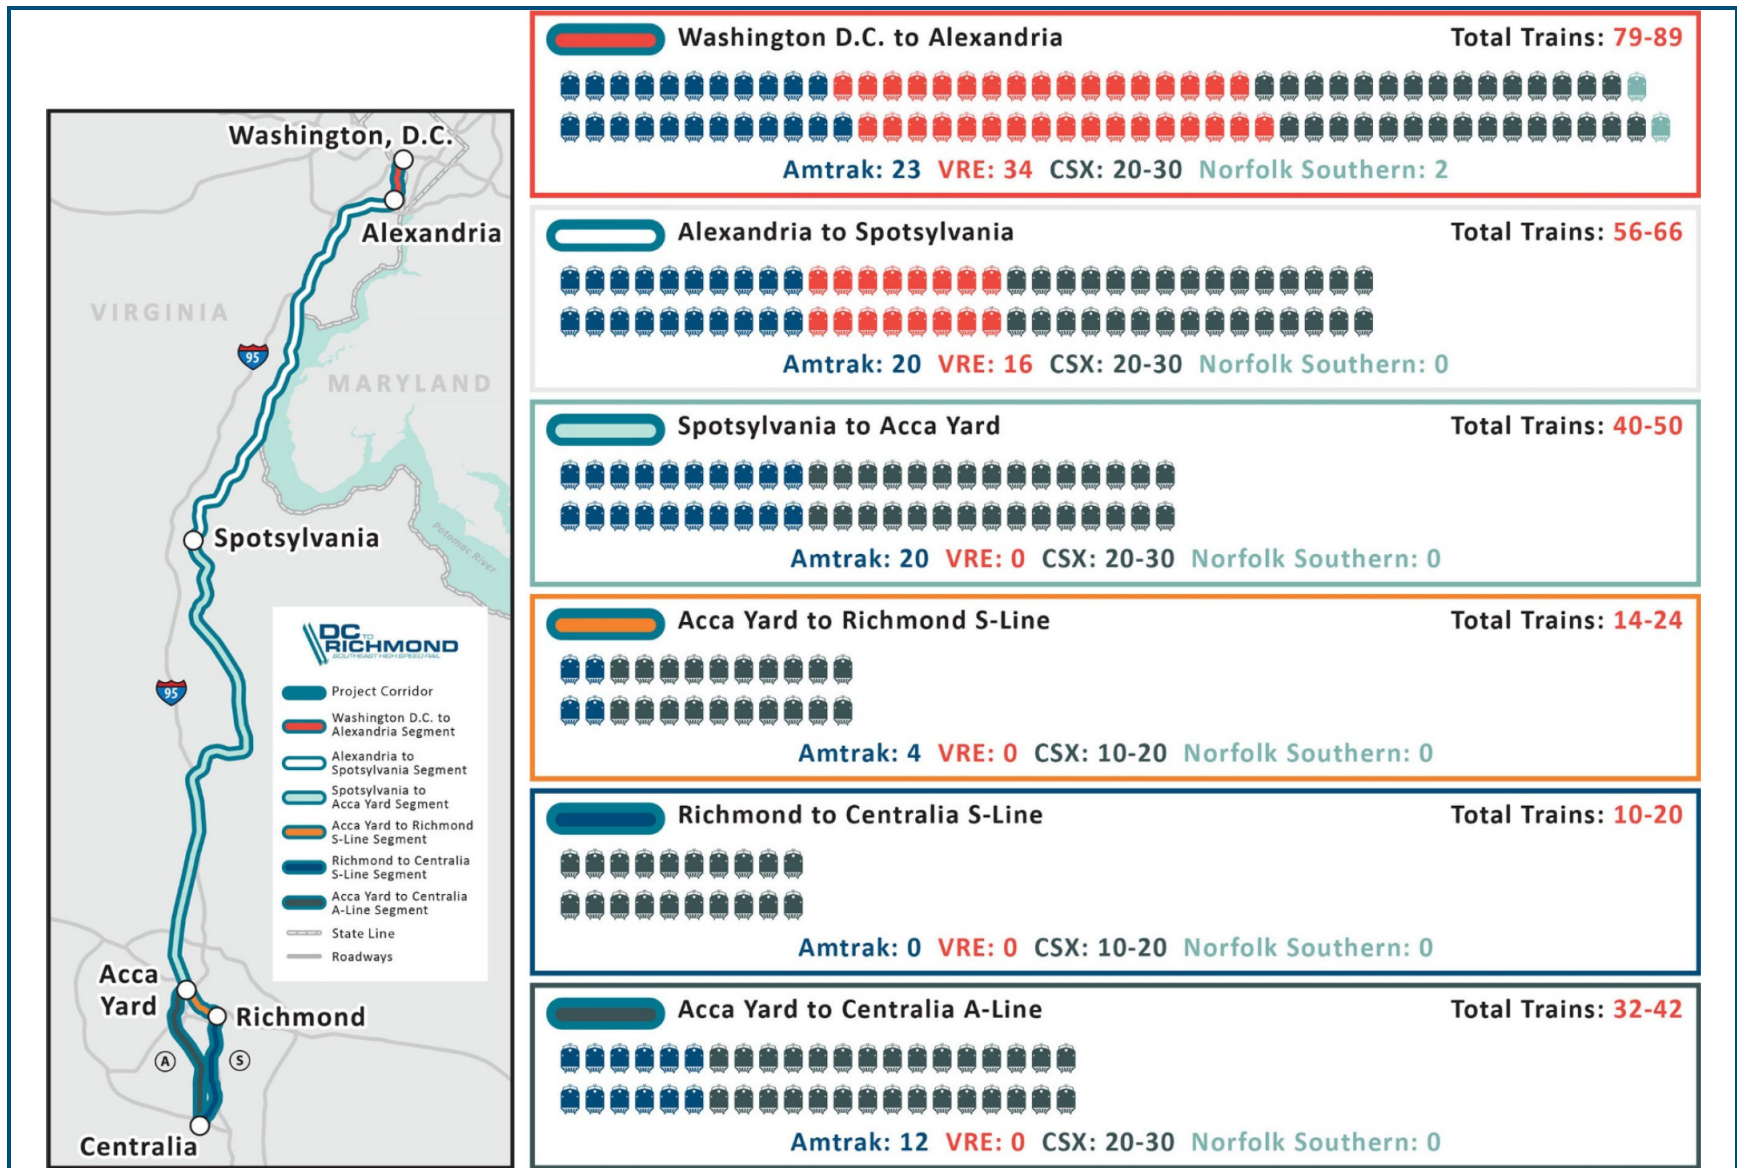 Washington, D.C.
Alexandria
VIRGINIA
95
MARYLAND
Potomac River
Spotsylvania
95
DC TO
RICHMOND
SOUTHEAST HIGH SPEED RAIL
Project Corridor
Washington D.C. to
Alexandria Segment
Alexandria to
Spotsylvania Segment
Spotsylvania to
Acca Yard Segment
Acca Yard to Richmond
S-Line Segment
Richmond to Centralia
S-Line Segment
Acca Yard to Centralia
A-Line Segment
State Line
Roadways
Acca
Yard
Richmond
A
S
Centralia
Washington D.C. to Alexandria Total Trains: 79-89
Amtrak: 23 VRE: 34 CSX: 20-30 Norfolk Southern: 2
Alexandria to Spotsylvania Total Trains: 56-66
Amtrak: 20 VRE: 16 CSX: 20-30 Norfolk Southern: 0
Spotsylvania to Acca Yard Total Trains: 40-50
Amtrak: 20 VRE: 0 CSX: 20-30 Norfolk Southern: 0
Acca Yard to Richmond S-Line Total Trains: 14-24
Amtrak: 4 VRE: 0 CSX: 10-20 Norfolk Southern: 0
Richmond to Centralia S-Line Total Trains: 10-20
Amtrak: 0 VRE: 0 CSX: 10-20 Norfolk Southern: 0
Acca Yard to Centralia A-Line Total Trains: 32-42
Amtrak: 12 VRE: 0 CSX: 20-30 Norfolk Southern: 0